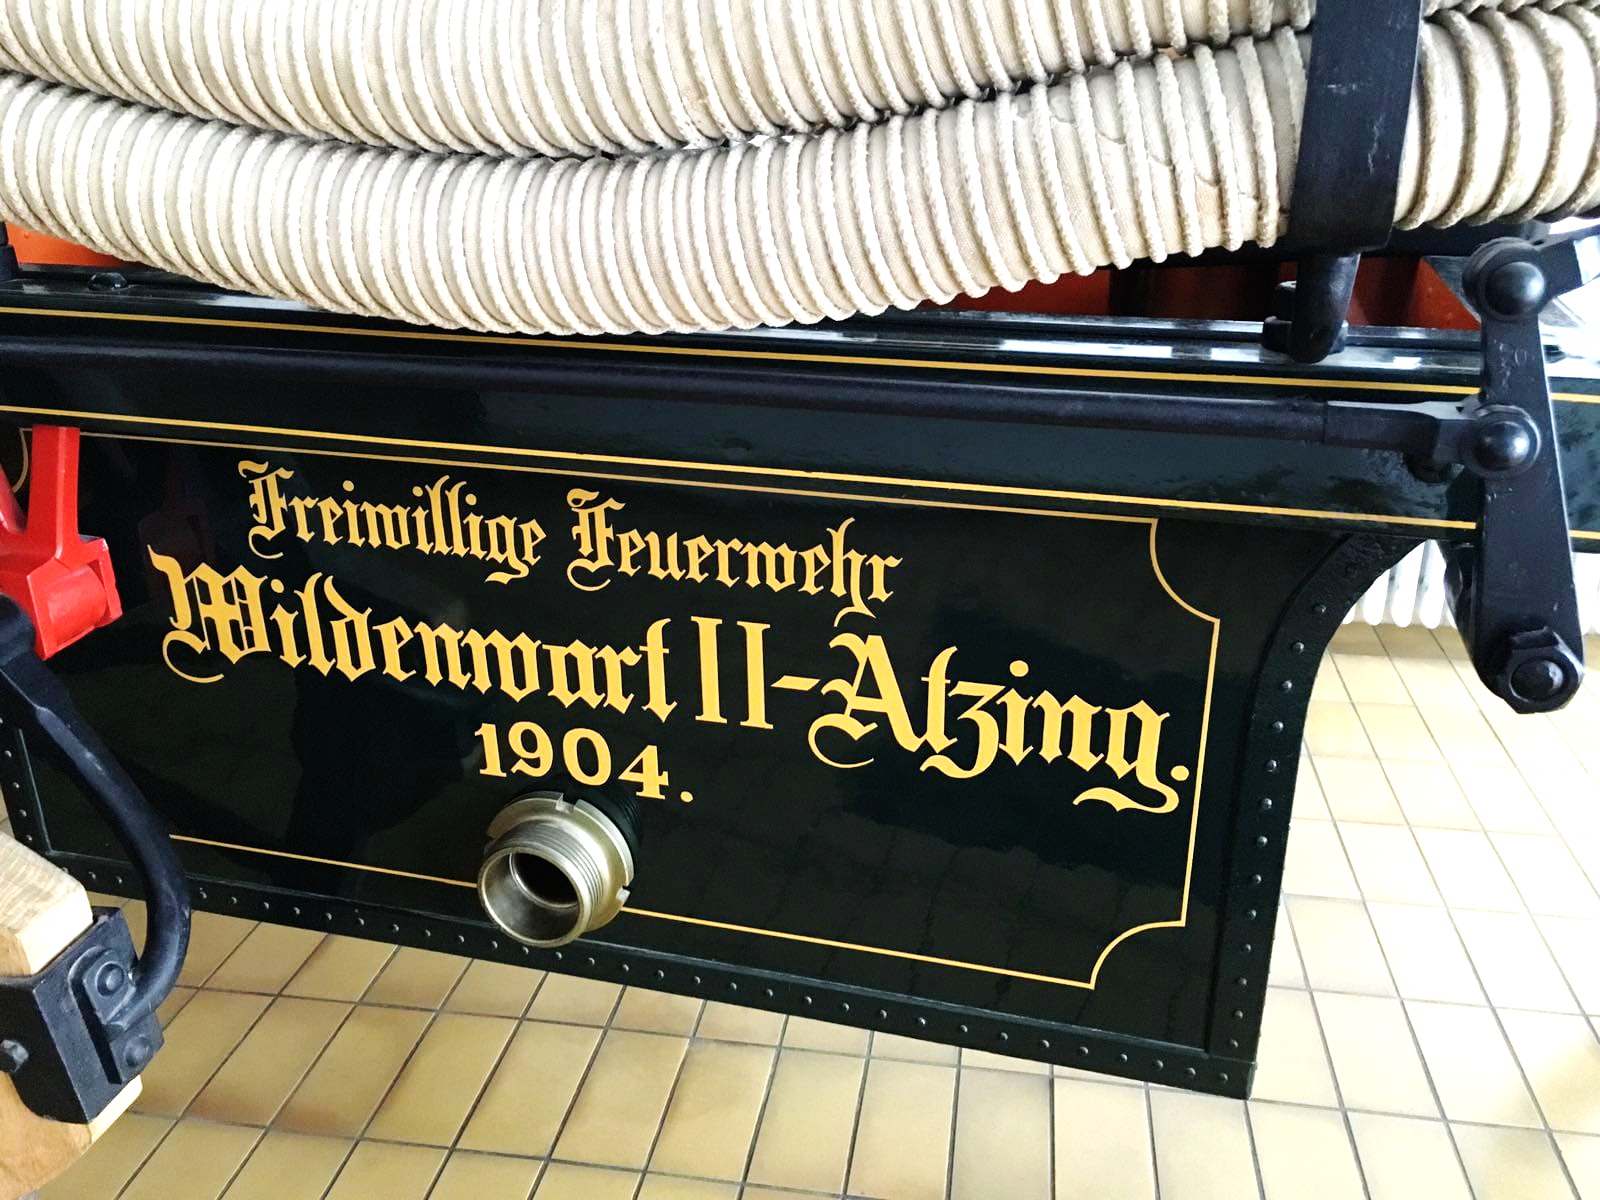 Freiwillige Feuerwehr
Wildenwart II-Atzing.
1904.